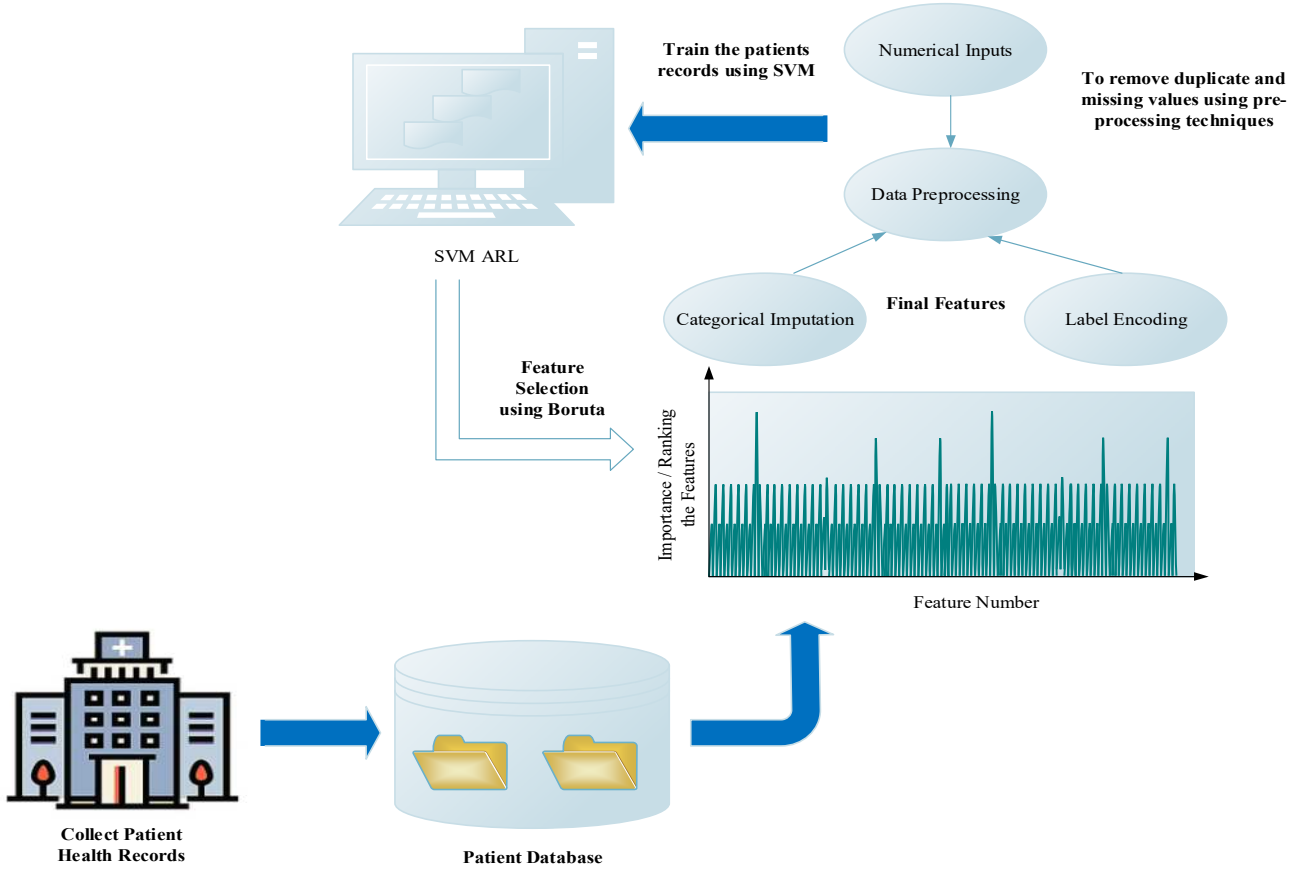 Train the patients
records using SVM
Numerical Inputs
To remove duplicate and
missing values using pre-
processing techniques
Data Preprocessing
SVM ARL
Categorical Imputation
Final Features
Label Encoding
Feature
Selection
using Boruta
Importance / Ranking
the Features
Feature Number
Collect Patient
Health Records
Patient Database